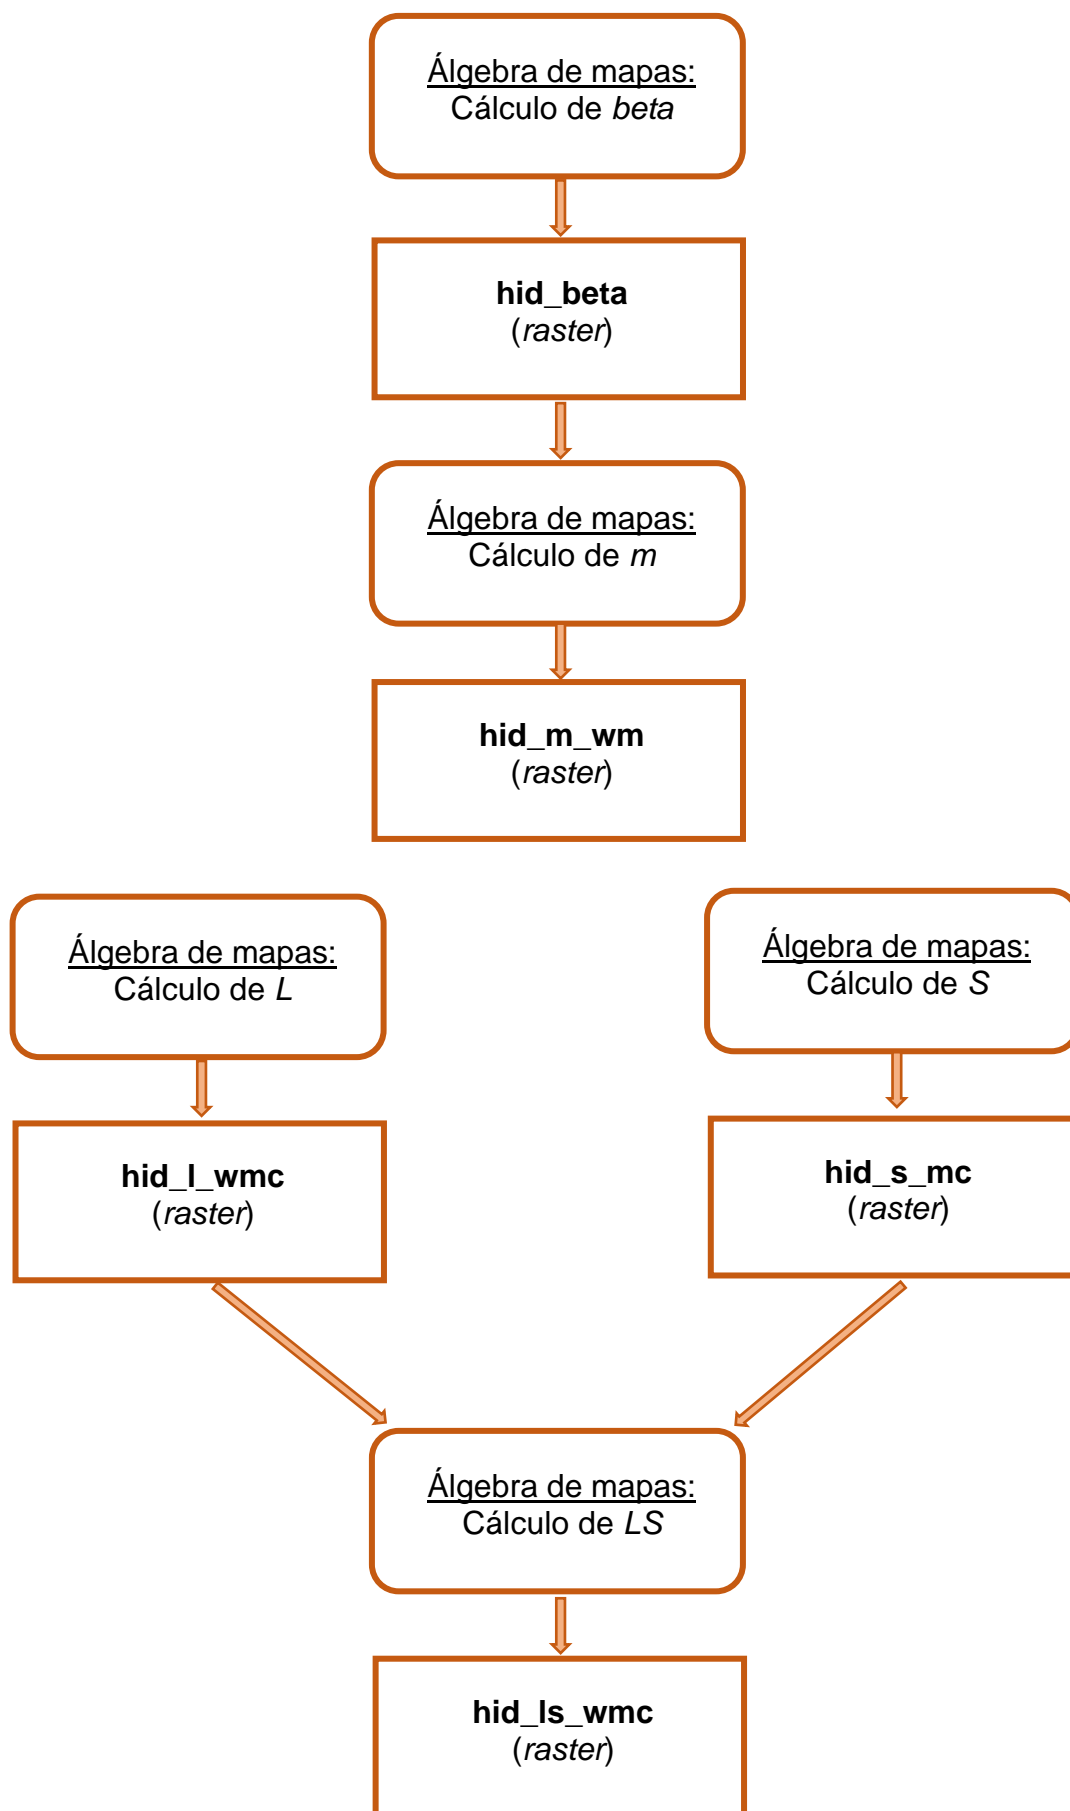 Álgebra de mapas:
Cálculo de beta
hid_beta
(raster)
Álgebra de mapas:
Cálculo de m
hid_m_wm
(raster)
Álgebra de mapas:
Cálculo de L
hid_l_wmc
(raster)
Álgebra de mapas:
Cálculo de S
hid_s_mc
(raster)
Álgebra de mapas:
Cálculo de LS
hid_ls_wmc
(raster)